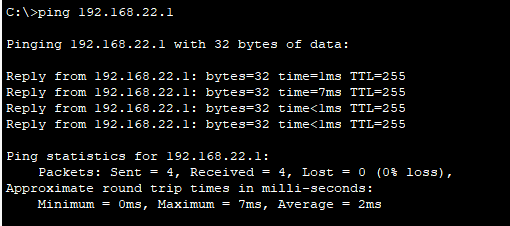 C:\>ping 192.168.22.1
Pinging 192.168.22.1 with 32 bytes of data:
Reply from 192.168.22.1: bytes=32 time=1ms TTL=255
Reply from 192.168.22.1: bytes=32 time=7ms TTL=255
Reply from 192.168.22.1: bytes=32 time<1ms TTL=255
Reply from 192.168.22.1: bytes=32 time<1ms TTL=255
Ping statistics for 192.168.22.1:
Packets: Sent = 4, Received = 4, Lost = 0 (0% loss),
Approximate round trip times in milli-seconds:
Minimum = 0ms, Maximum = 7ms, Average = 2ms